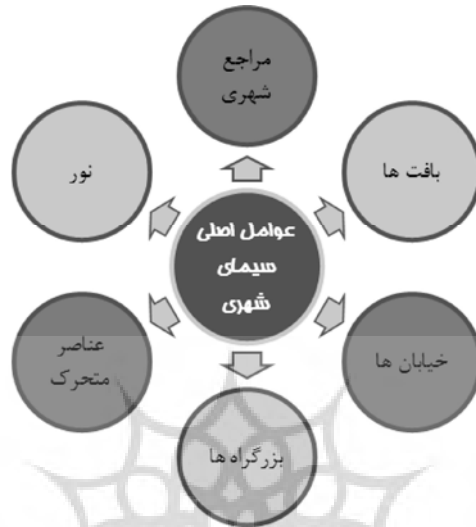 مراجع
شهری
نور
بافت ها
عوامل اصلی
سیمای
شهری
عناصر
متحرک
خیابان ها
بزرگراه ها